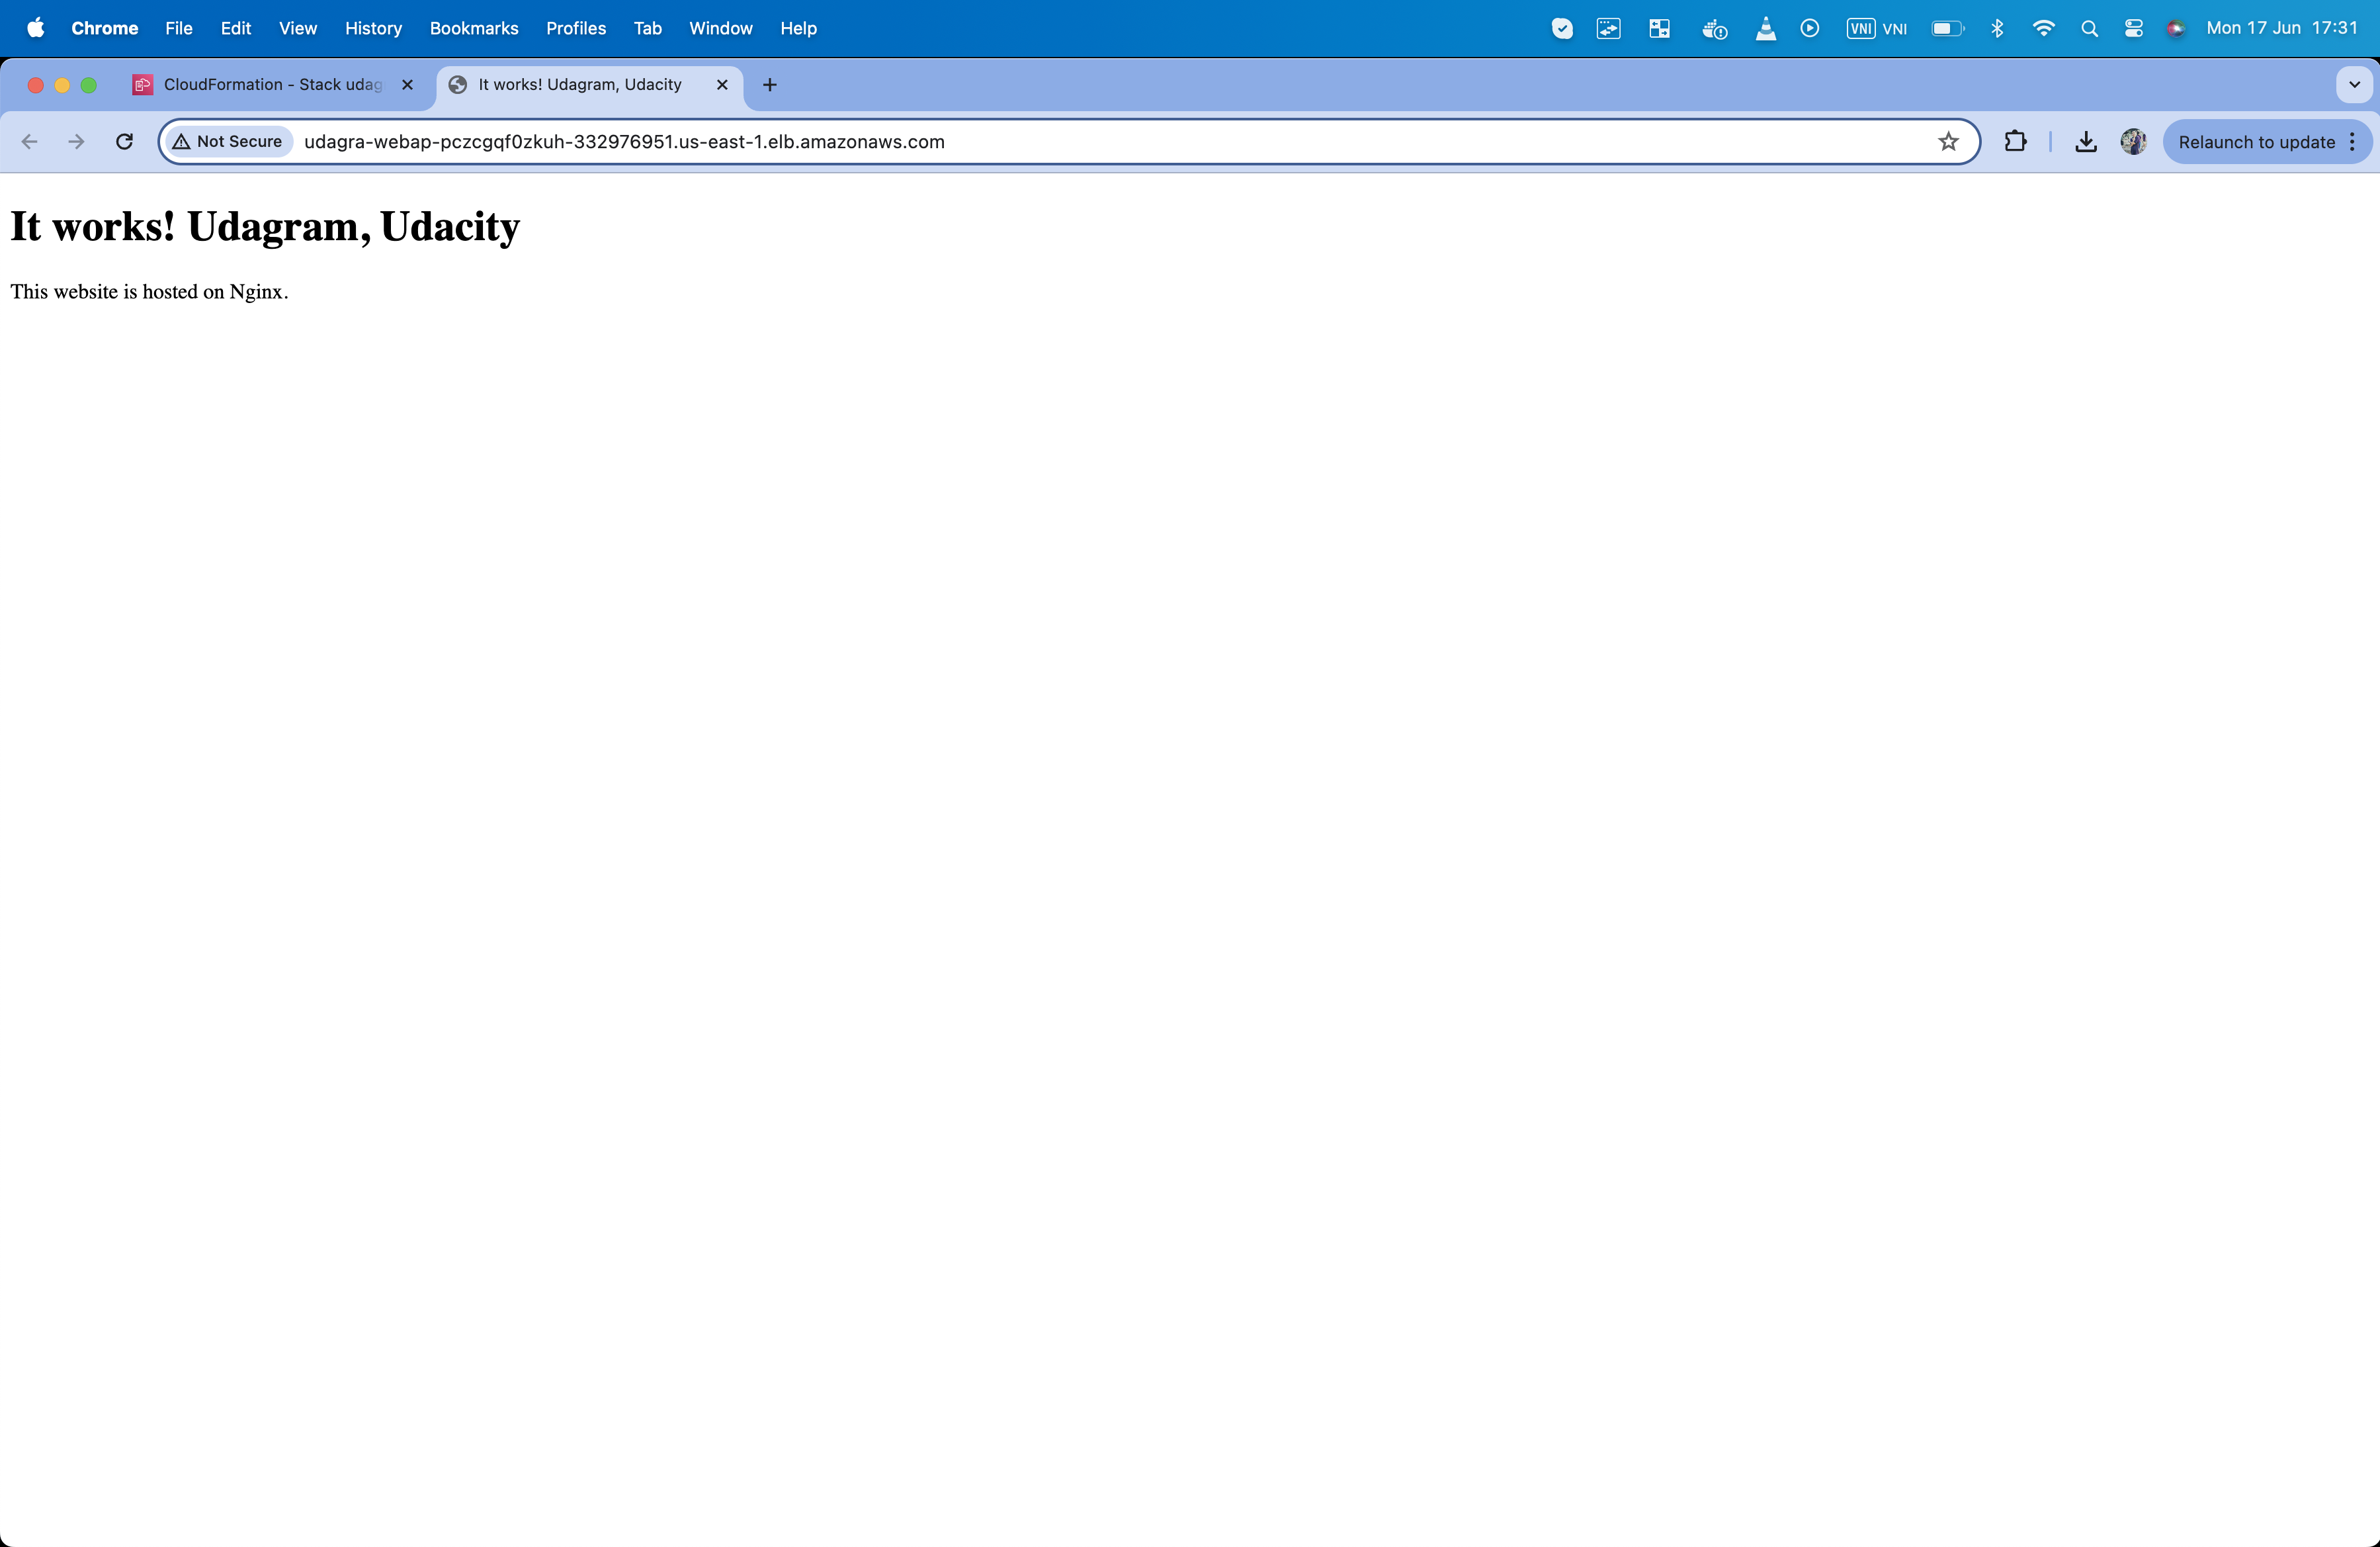 Chrome File Edit View History Bookmarks Profiles Tab Window Help VNI VNI Mon 17 Jun 17:31
CloudFormation - Stack udag It works! Udagram, Udacity
Not Secure udagra-webap-pczcgqf0zkuh-332976951.us-east-1.elb.amazonaws.com Relaunch to update
It works! Udagram, Udacity
This website is hosted on Nginx.